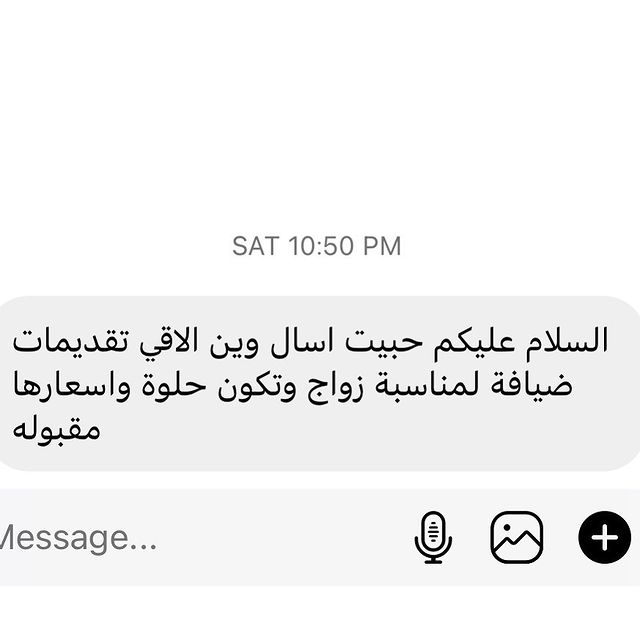 SAT 10:50 PM
السلام عليكم حبيت اسال وين الاقي تقديمات
ضيافة لمناسبة زواج وتكون حلوة واسعارها
مقبوله
Message...